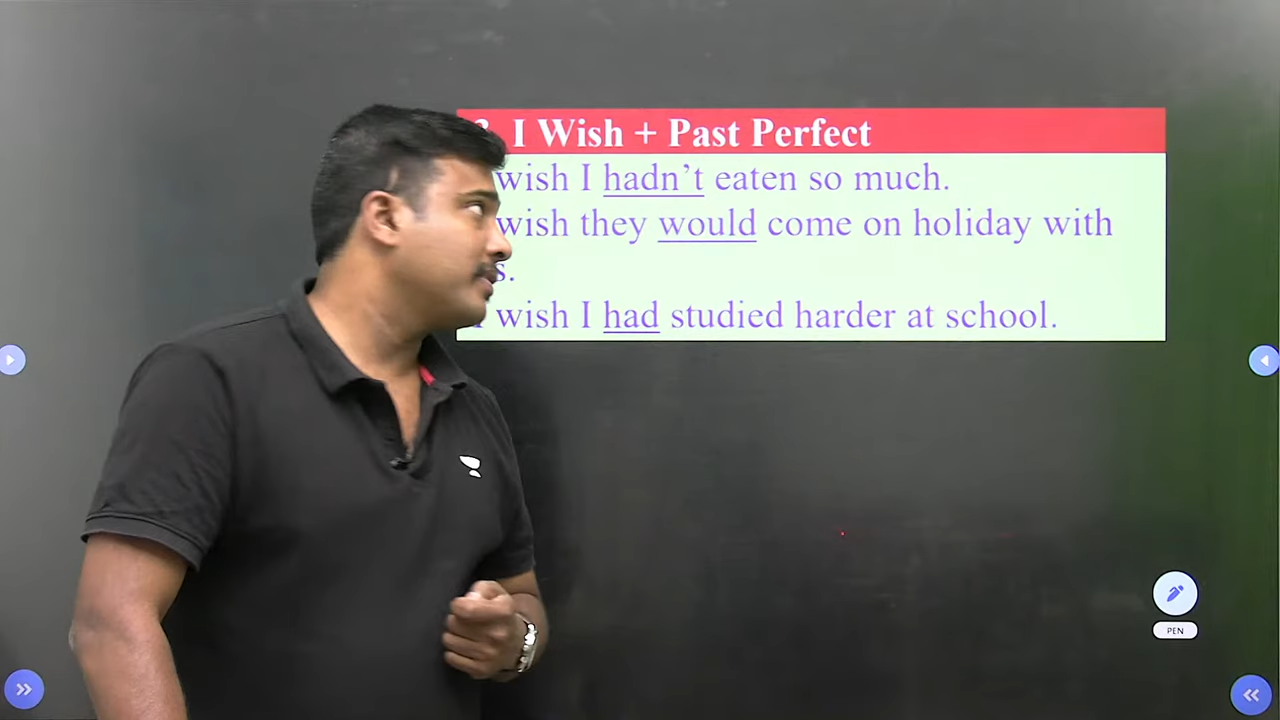 I Wish + Past Perfect
wish I hadn't eaten so much.
wish they would come on holiday with
s.
I wish I had studied harder at school.
PEN